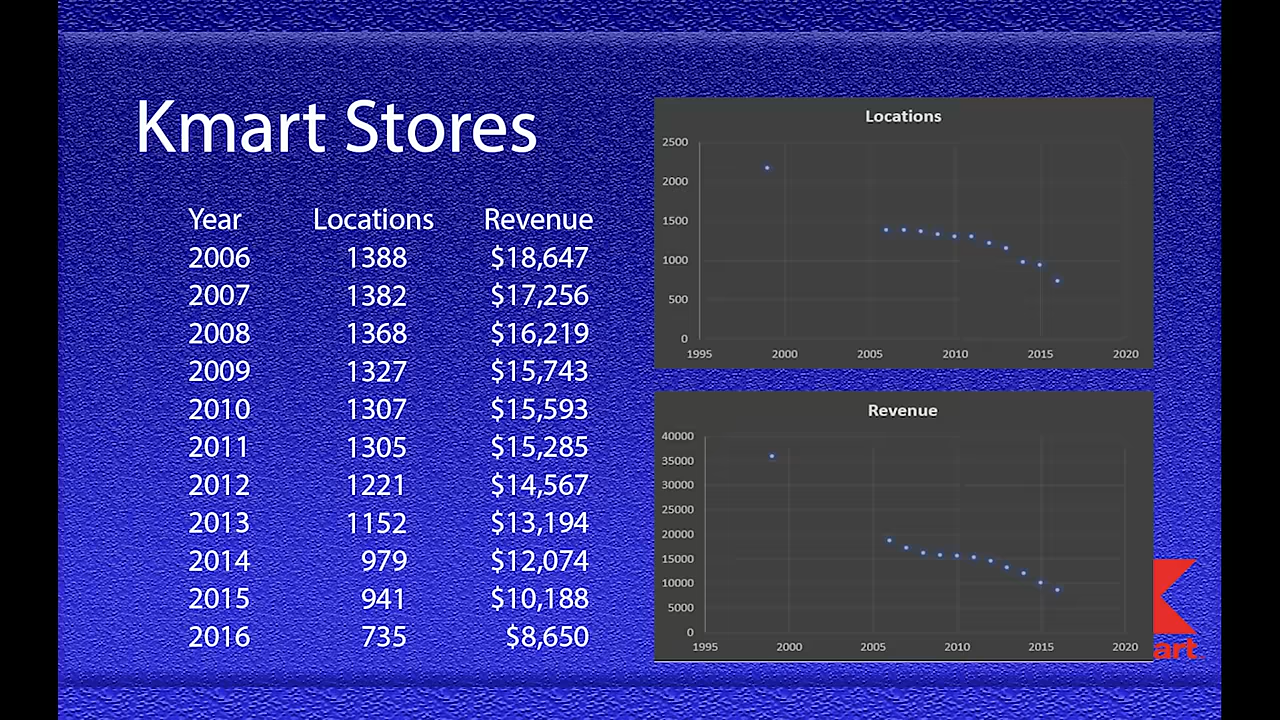 Kmart Stores
Year Locations Revenue
2006 1388 $18,647
2007 1382 $17,256
2008 1368 $16,219
2009 1327 $15,743
2010 1307 $15,593
2011 1305 $15,285
2012 1221 $14,567
2013 1152 $13,194
2014 979 $12,074
2015 941 $10,188
2016 735 $8,650
Locations
2500
2000
1500
1000
500
0
1995 2000 2005 2010 2015 2020
Revenue
40000
35000
30000
25000
20000
15000
10000
5000
0
1995 2000 2005 2010 2015 2020
art